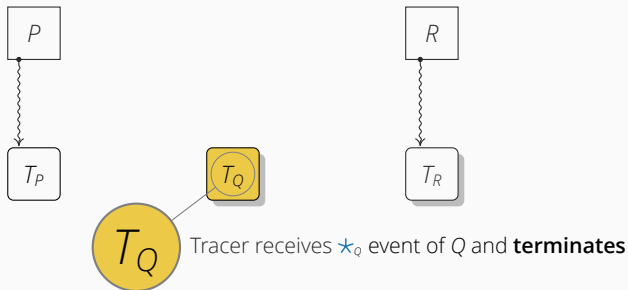 P R
T_P T_Q T_R
T_Q Tracer receives ⋆_Q event of Q and terminates